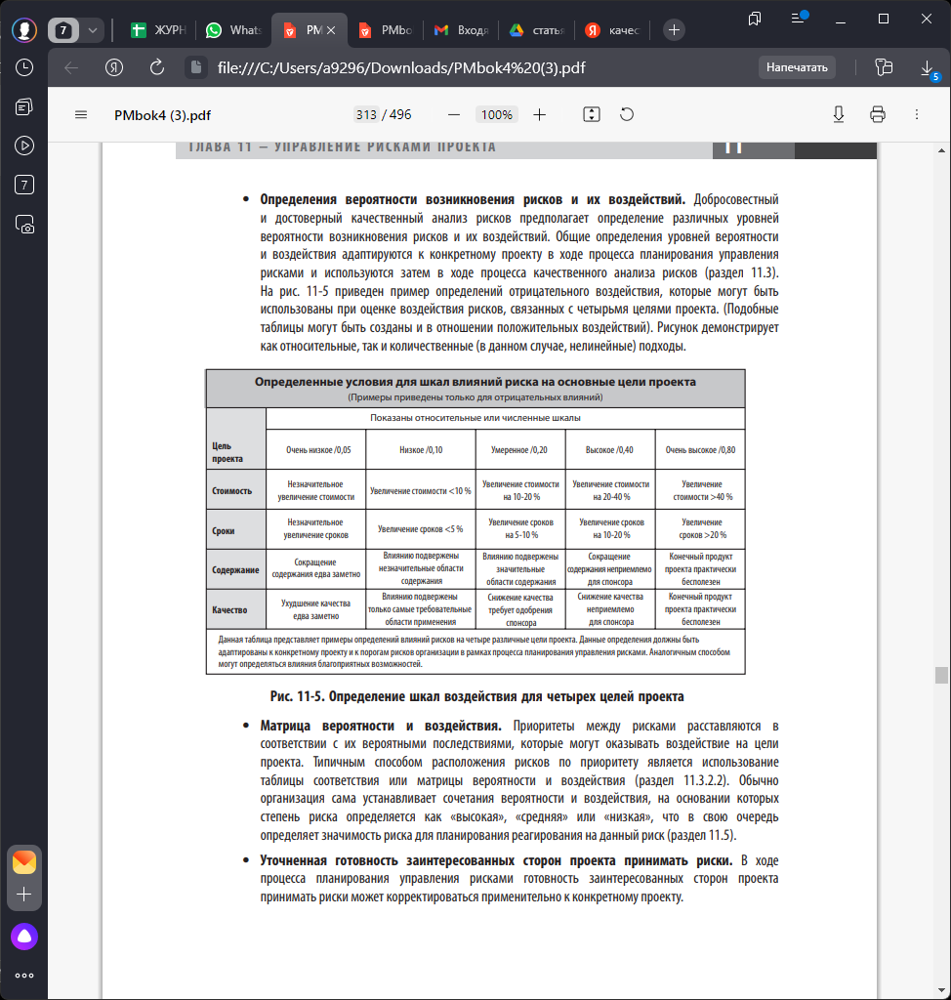 7
ЖУРН
Whats
PM
PMbo
Входя
статья
качес
file:///C:/Users/a9296/Downloads/PMbok4%20(3).pdf
Напечатать
5
7
PMbok4 (3).pdf
313 / 496
100%
ГЛАВА 11 – УПРАВЛЕНИЕ РИСКАМИ ПРОЕКТА
11
• Определения вероятности возникновения рисков и их воздействий. Добросовестный
и достоверный качественный анализ рисков предполагает определение различных уровней
вероятности возникновения рисков и их воздействий. Общие определения уровней вероятности
и воздействия адаптируются к конкретному проекту в ходе процесса планирования управления
рисками и используются затем в ходе процесса качественного анализа рисков (раздел 11.3).
На рис. 11-5 приведен пример определений отрицательного воздействия, которые могут быть
использованы при оценке воздействия рисков, связанных с четырьмя целями проекта. (Подобные
таблицы могут быть созданы и в отношении положительных воздействий). Рисунок демонстрирует
как относительные, так и количественные (в данном случае, нелинейные) подходы.
Определенные условия для шкал влияний риска на основные цели проекта
(Примеры приведены только для отрицательных влияний)
Показаны относительные или численные шкалы
Цель
проекта
Очень низкое /0,05
Низкое /0,10
Умеренное /0,20
Высокое /0,40
Очень высокое /0,80
Стоимость
Незначительное
увеличение стоимости
Увеличение стоимости <10 %
Увеличение стоимости
на 10-20 %
Увеличение стоимости
на 20-40 %
Увеличение
стоимости >40 %
Сроки
Незначительное
увеличение сроков
Увеличение сроков <5 %
Увеличение сроков
на 5-10 %
Увеличение сроков
на 10-20 %
Увеличение
сроков >20 %
Содержание
Сокращение
содержания едва заметно
Влиянию подвержены
незначительные области
содержания
Влиянию подвержены
значительные
области содержания
Сокращение
содержания неприемлемо
для спонсора
Конечный продукт
проекта практически
бесполезен
Качество
Ухудшение качества
едва заметно
Влиянию подвержены
только самые требовательные
области применения
Снижение качества
требует одобрения
спонсора
Снижение качества
неприемлемо
для спонсора
Конечный продукт
проекта практически
бесполезен
Данная таблица представляет примеры определений влияний рисков на четыре различные цели проекта. Данные определения должны быть
адаптированы к конкретному проекту и к порогам рисков организации в рамках процесса планирования управления рисками. Аналогичным способом
могут определяться влияния благоприятных возможностей.
Рис. 11-5. Определение шкал воздействия для четырех целей проекта
• Матрица вероятности и воздействия. Приоритеты между рисками расставляются в
соответствии с их вероятными последствиями, которые могут оказывать воздействие на цели
проекта. Типичным способом расположения рисков по приоритету является использование
таблицы соответствия или матрицы вероятности и воздействия (раздел 11.3.2.2). Обычно
организация сама устанавливает сочетания вероятности и воздействия, на основании которых
степень риска определяется как «высокая», «средняя» или «низкая», что в свою очередь
определяет значимость риска для планирования реагирования на данный риск (раздел 11.5).
• Уточненная готовность заинтересованных сторон проекта принимать риски. В ходе
процесса планирования управления рисками готовность заинтересованных сторон проекта
принимать риски может корректироваться применительно к конкретному проекту.